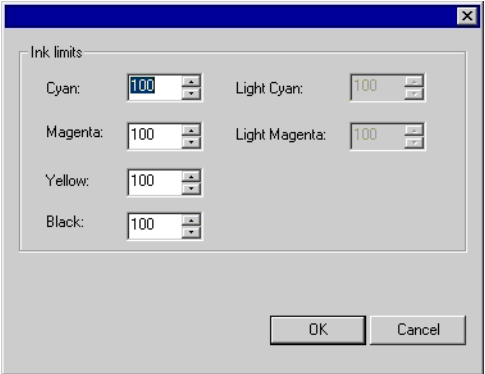 Ink limits
Cyan: 100 Light Cyan: 100
Magenta: 100 Light Magenta: 100
Yellow: 100
Black: 100
OK Cancel